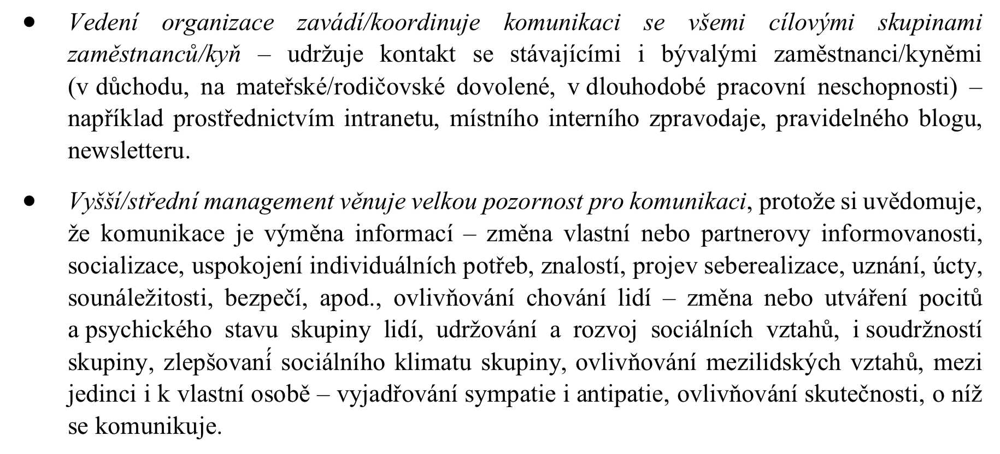 • Vedení organizace zavádí/koordinuje komunikaci se všemi cílovými skupinami
zaměstnanců/kyň – udržuje kontakt se stávajícími i bývalými zaměstnanci/kyněmi
(v důchodu, na mateřské/rodičovské dovolené, v dlouhodobé pracovní neschopnosti) –
například prostřednictvím intranetu, místního interního zpravodaje, pravidelného blogu,
newsletteru.
• Vyšší/střední management věnuje velkou pozornost pro komunikaci, protože si uvědomuje,
že komunikace je výměna informací – změna vlastní nebo partnerovy informovanosti,
socializace, uspokojení individuálních potřeb, znalostí, projev seberealizace, uznání, úcty,
sounáležitosti, bezpečí, apod., ovlivňování chování lidí – změna nebo utváření pocitů
a psychického stavu skupiny lidí, udržování a rozvoj sociálních vztahů, i soudržností
skupiny, zlepšovaní́ sociálního klimatu skupiny, ovlivňování mezilidských vztahů, mezi
jedinci i k vlastní osobě – vyjadřování sympatie i antipatie, ovlivňování skutečnosti, o níž
se komunikuje.